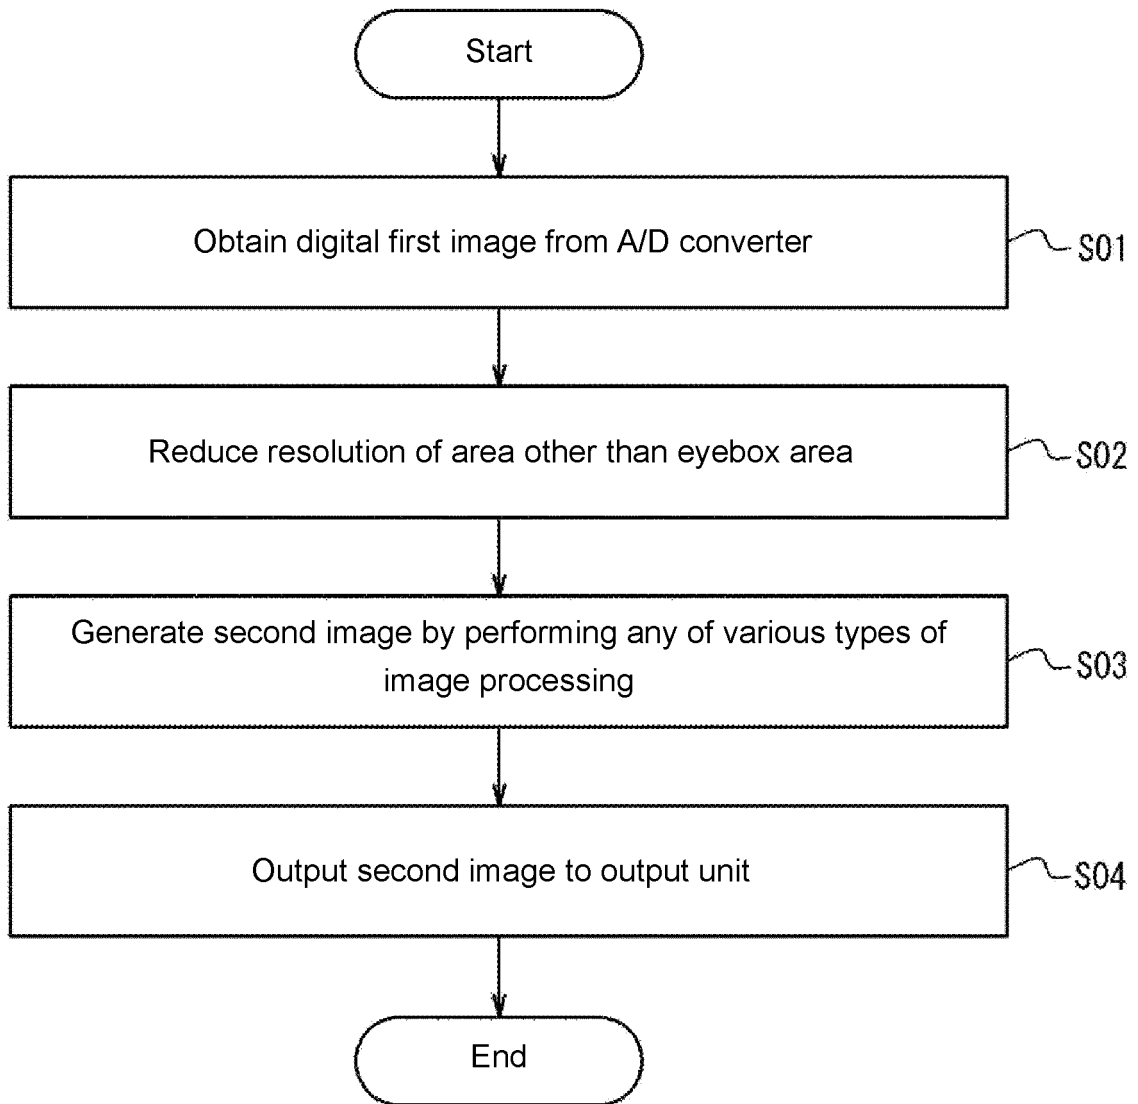 Start
Obtain digital first image from A/D converter
S01
Reduce resolution of area other than eyebox area
S02
Generate second image by performing any of various types of
image processing
S03
Output second image to output unit
S04
End